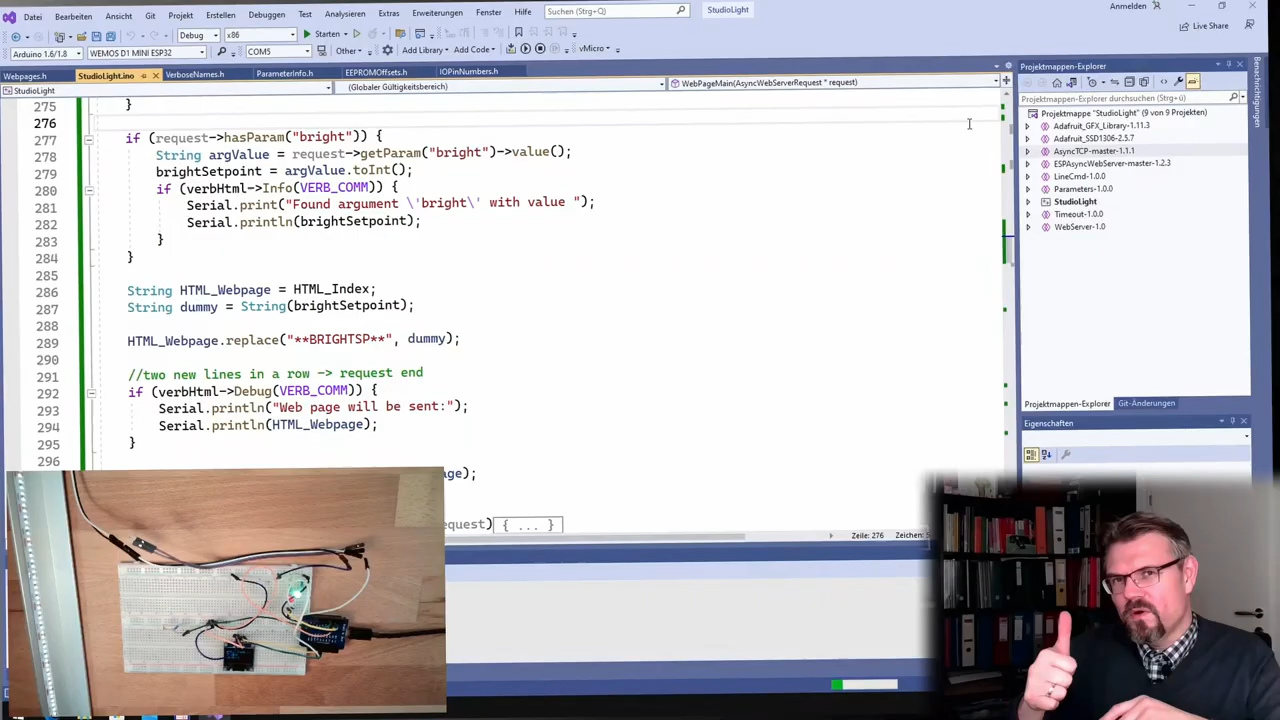 Datei Bearbeiten Ansicht Git Projekt Erstellen Debuggen Test Analysieren Extras Erweiterungen Fenster Hilfe Suchen (Strg+Q) StudioLight Anmelden
Debug x86 Starten Live Share
Arduino 1.6/1.8 WEMOS D1 MINI ESP32 COM5 Other Add Library Add Code vMicro
Webpages.h StudioLight.ino VerboseNames.h ParameterInfo.h EEPROMOffsets.h IOPinNumbers.h
StudioLight (Globaler Gültigkeitsbereich) WebPageMain(AsyncWebServerRequest * request)
275 }
276
277 if (request->hasParam("bright")) {
278 String argValue = request->getParam("bright")->value();
279 brightSetpoint = argValue.toInt();
280 if (verbHtml->Info(VERB_COMM)) {
281 Serial.print("Found argument \'bright\' with value ");
282 Serial.println(brightSetpoint);
283 }
284 }
285
286 String HTML_Webpage = HTML_Index;
287 String dummy = String(brightSetpoint);
288
289 HTML_Webpage.replace("**BRIGHTSP**", dummy);
290
291 //two new lines in a row -> request end
292 if (verbHtml->Debug(VERB_COMM)) {
293 Serial.println("Web page will be sent:");
294 Serial.println(HTML_Webpage);
295 }
296
age);
equest) { ... }
Zeile: 276 Zeichen:
Projektmappen-Explorer
Projektmappen-Explorer durchsuchen (Strg+ü)
Projektmappe "StudioLight" (9 von 9 Projekten)
Adafruit_GFX_Library-1.11.3
Adafruit_SSD1306-2.5.7
AsyncTCP-master-1.1.1
ESPAsyncWebServer-master-1.2.3
LineCmd-1.0.0
Parameters-1.0.0
StudioLight
Timeout-1.0.0
WebServer-1.0
Projektmappen-Explorer Git-Änderungen
Eigenschaften
Benachrichtigungen